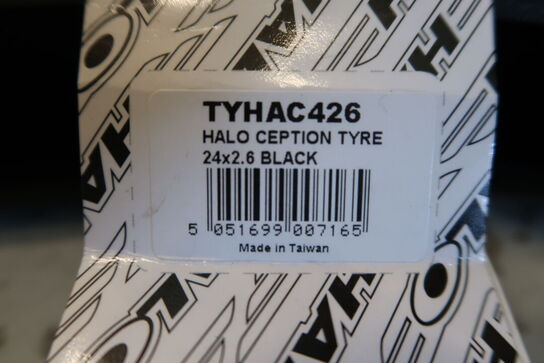 TYHAC426
HALO CEPTION TYRE
24x2.6 BLACK
5 051699 007165
Made in Taiwan